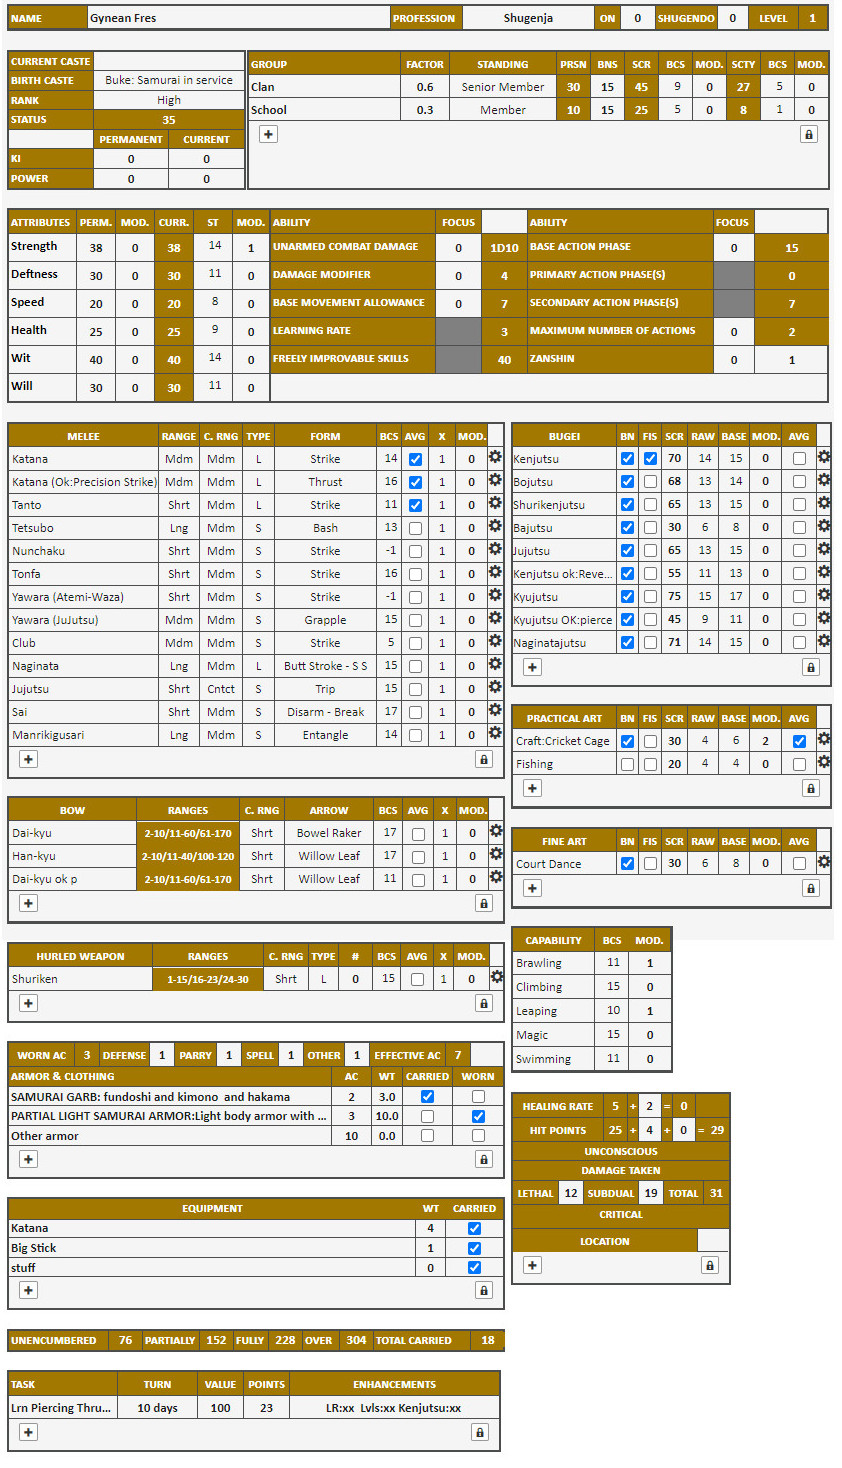 NAME Gynean Fres PROFESSION Shugenja ON 0 SHUGENDO 0 LEVEL 1
CURRENT CASTE
BIRTH CASTE Buke: Samurai in service
RANK High
STATUS 35
PERMANENT CURRENT
KI 0 0
POWER 0 0
GROUP FACTOR STANDING PRSN BNS SCR BCS MOD. SCTY BCS MOD.
Clan 0.6 Senior Member 30 15 45 9 0 27 5 0
School 0.3 Member 10 15 25 5 0 8 1 0
+
ATTRIBUTES PERM. MOD. CURR. ST MOD.
Strength 38 0 38 14 1
Deftness 30 0 30 11 0
Speed 20 0 20 8 0
Health 25 0 25 9 0
Wit 40 0 40 14 0
Will 30 0 30 11 0
ABILITY FOCUS ABILITY FOCUS
UNARMED COMBAT DAMAGE 0 1D10 BASE ACTION PHASE 0 15
DAMAGE MODIFIER 0 4 PRIMARY ACTION PHASE(S) 0
BASE MOVEMENT ALLOWANCE 0 7 SECONDARY ACTION PHASE(S) 7
LEARNING RATE 3 MAXIMUM NUMBER OF ACTIONS 0 2
FREELY IMPROVABLE SKILLS 40 ZANSHIN 0 1
MELEE RANGE C. RNG TYPE FORM BCS AVG X MOD.
Katana Mdm Mdm L Strike 14 1 0
Katana (Ok:Precision Strike) Mdm Mdm L Thrust 16 1 0
Tanto Shrt Mdm L Strike 11 1 0
Tetsubo Lng Mdm S Bash 13 1 0
Nunchaku Shrt Mdm S Strike -1 1 0
Tonfa Shrt Mdm S Strike 16 1 0
Yawara (Atemi-Waza) Shrt Mdm S Strike -1 1 0
Yawara (JuJutsu) Mdm Mdm S Grapple 15 1 0
Club Mdm Mdm S Strike 5 1 0
Naginata Lng Mdm L Butt Stroke - S S 15 1 0
Jujutsu Shrt Cntct S Trip 15 1 0
Sai Shrt Mdm S Disarm - Break 17 1 0
Manrikigusari Lng Mdm S Entangle 14 1 0
+
BUGEI BN FIS SCR RAW BASE MOD. AVG
Kenjutsu 70 14 15 0
Bojutsu 68 13 14 0
Shurikenjutsu 65 13 15 0
Bajutsu 30 6 8 0
Jujutsu 65 13 15 0
Kenjutsu ok:Reve... 55 11 13 0
Kyujutsu 75 15 17 0
Kyujutsu OK:pierce 45 9 11 0
Naginatajutsu 71 14 15 0
+
PRACTICAL ART BN FIS SCR RAW BASE MOD. AVG
Craft:Cricket Cage 30 4 6 2
Fishing 20 4 4 0
+
BOW RANGES C. RNG ARROW BCS AVG X MOD.
Dai-kyu 2-10/11-60/61-170 Shrt Bowel Raker 17 1 0
Han-kyu 2-10/11-40/100-120 Shrt Willow Leaf 17 1 0
Dai-kyu ok p 2-10/11-60/61-170 Shrt Willow Leaf 11 1 0
+
FINE ART BN FIS SCR RAW BASE MOD. AVG
Court Dance 30 6 8 0
+
HURLED WEAPON RANGES C. RNG TYPE # BCS AVG X MOD.
Shuriken 1-15/16-23/24-30 Shrt L 0 15 1 0
+
CAPABILITY BCS MOD.
Brawling 11 1
Climbing 15 0
Leaping 10 1
Magic 15 0
Swimming 11 0
WORN AC 3 DEFENSE 1 PARRY 1 SPELL 1 OTHER 1 EFFECTIVE AC 7
ARMOR & CLOTHING AC WT CARRIED WORN
SAMURAI GARB: fundoshi and kimono and hakama 2 3.0
PARTIAL LIGHT SAMURAI ARMOR:Light body armor with ... 3 10.0
Other armor 10 0.0
+
HEALING RATE 5 + 2 = 0
HIT POINTS 25 + 4 + 0 = 29
UNCONSCIOUS
DAMAGE TAKEN
LETHAL 12 SUBDUAL 19 TOTAL 31
CRITICAL
LOCATION
+
EQUIPMENT WT CARRIED
Katana 4
Big Stick 1
stuff 0
+
UNENCUMBERED 76 PARTIALLY 152 FULLY 228 OVER 304 TOTAL CARRIED 18
TASK TURN VALUE POINTS ENHANCEMENTS
Lrn Piercing Thru... 10 days 100 23 LR:xx Lvls:xx Kenjutsu:xx
+